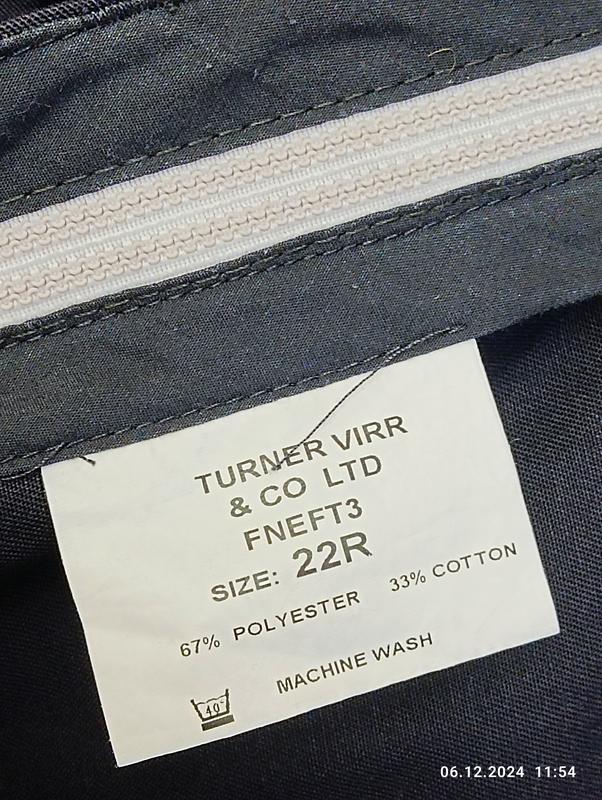 TURNER VIRR
& CO LTD
FNEFT3
SIZE: 22R
67% POLYESTER 33% COTTON
40° MACHINE WASH
06.12.2024 11:54